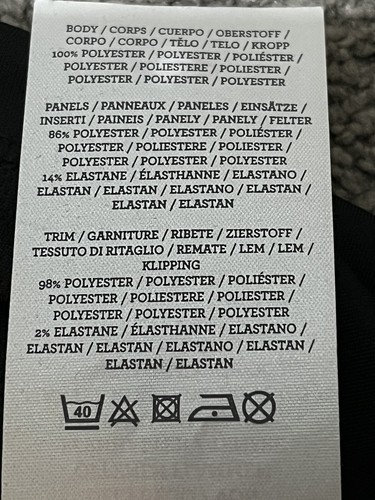 BODY / CORPS / CUERPO / OBERSTOFF /
CORPO / CORPO / TĚLO / TELO / KROPP
100% POLYESTER / POLYESTER / POLIÉSTER /
POLYESTER / POLIESTERE / POLIESTER /
POLYESTER / POLYESTER / POLYESTER
PANELS / PANNEAUX / PANELES / EINSÄTZE /
INSERTI / PAINEIS / PANELY / PANELY / FELTER
86% POLYESTER / POLYESTER / POLIÉSTER /
POLYESTER / POLIESTERE / POLIESTER /
POLYESTER / POLYESTER / POLYESTER
14% ELASTANE / ÉLASTHANNE / ELASTANO /
ELASTAN / ELASTAN / ELASTANO / ELASTAN /
ELASTAN / ELASTAN
TRIM / GARNITURE / RIBETE / ZIERSTOFF /
TESSUTO DI RITAGLIO / REMATE / LEM / LEM /
KLIPPING
98% POLYESTER / POLYESTER / POLIÉSTER /
POLYESTER / POLIESTERE / POLIESTER /
POLYESTER / POLYESTER / POLYESTER
2% ELASTANE / ÉLASTHANNE / ELASTANO /
ELASTAN / ELASTAN / ELASTANO / ELASTAN /
ELASTAN / ELASTAN
40